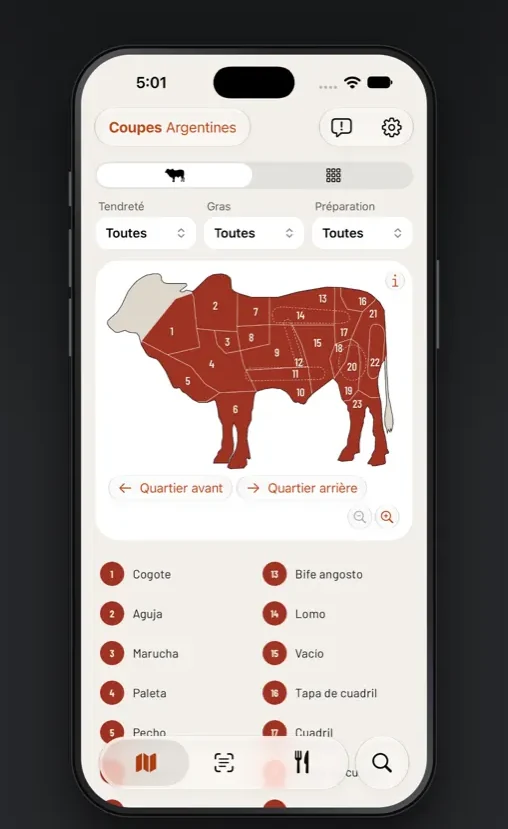 5:01
Coupes Argentines
Tendreté Gras Préparation
Toutes Toutes Toutes
i
1
2
3
4
5
6
7
8
9
10
11
12
13
14
15
16
17
18
19
20
21
22
23
← Quartier avant → Quartier arrière
1 Cogote 13 Bife angosto
2 Aguja 14 Lomo
3 Marucha 15 Vacio
4 Paleta 16 Tapa de cuadril
5 Pecho 17 Cuadril